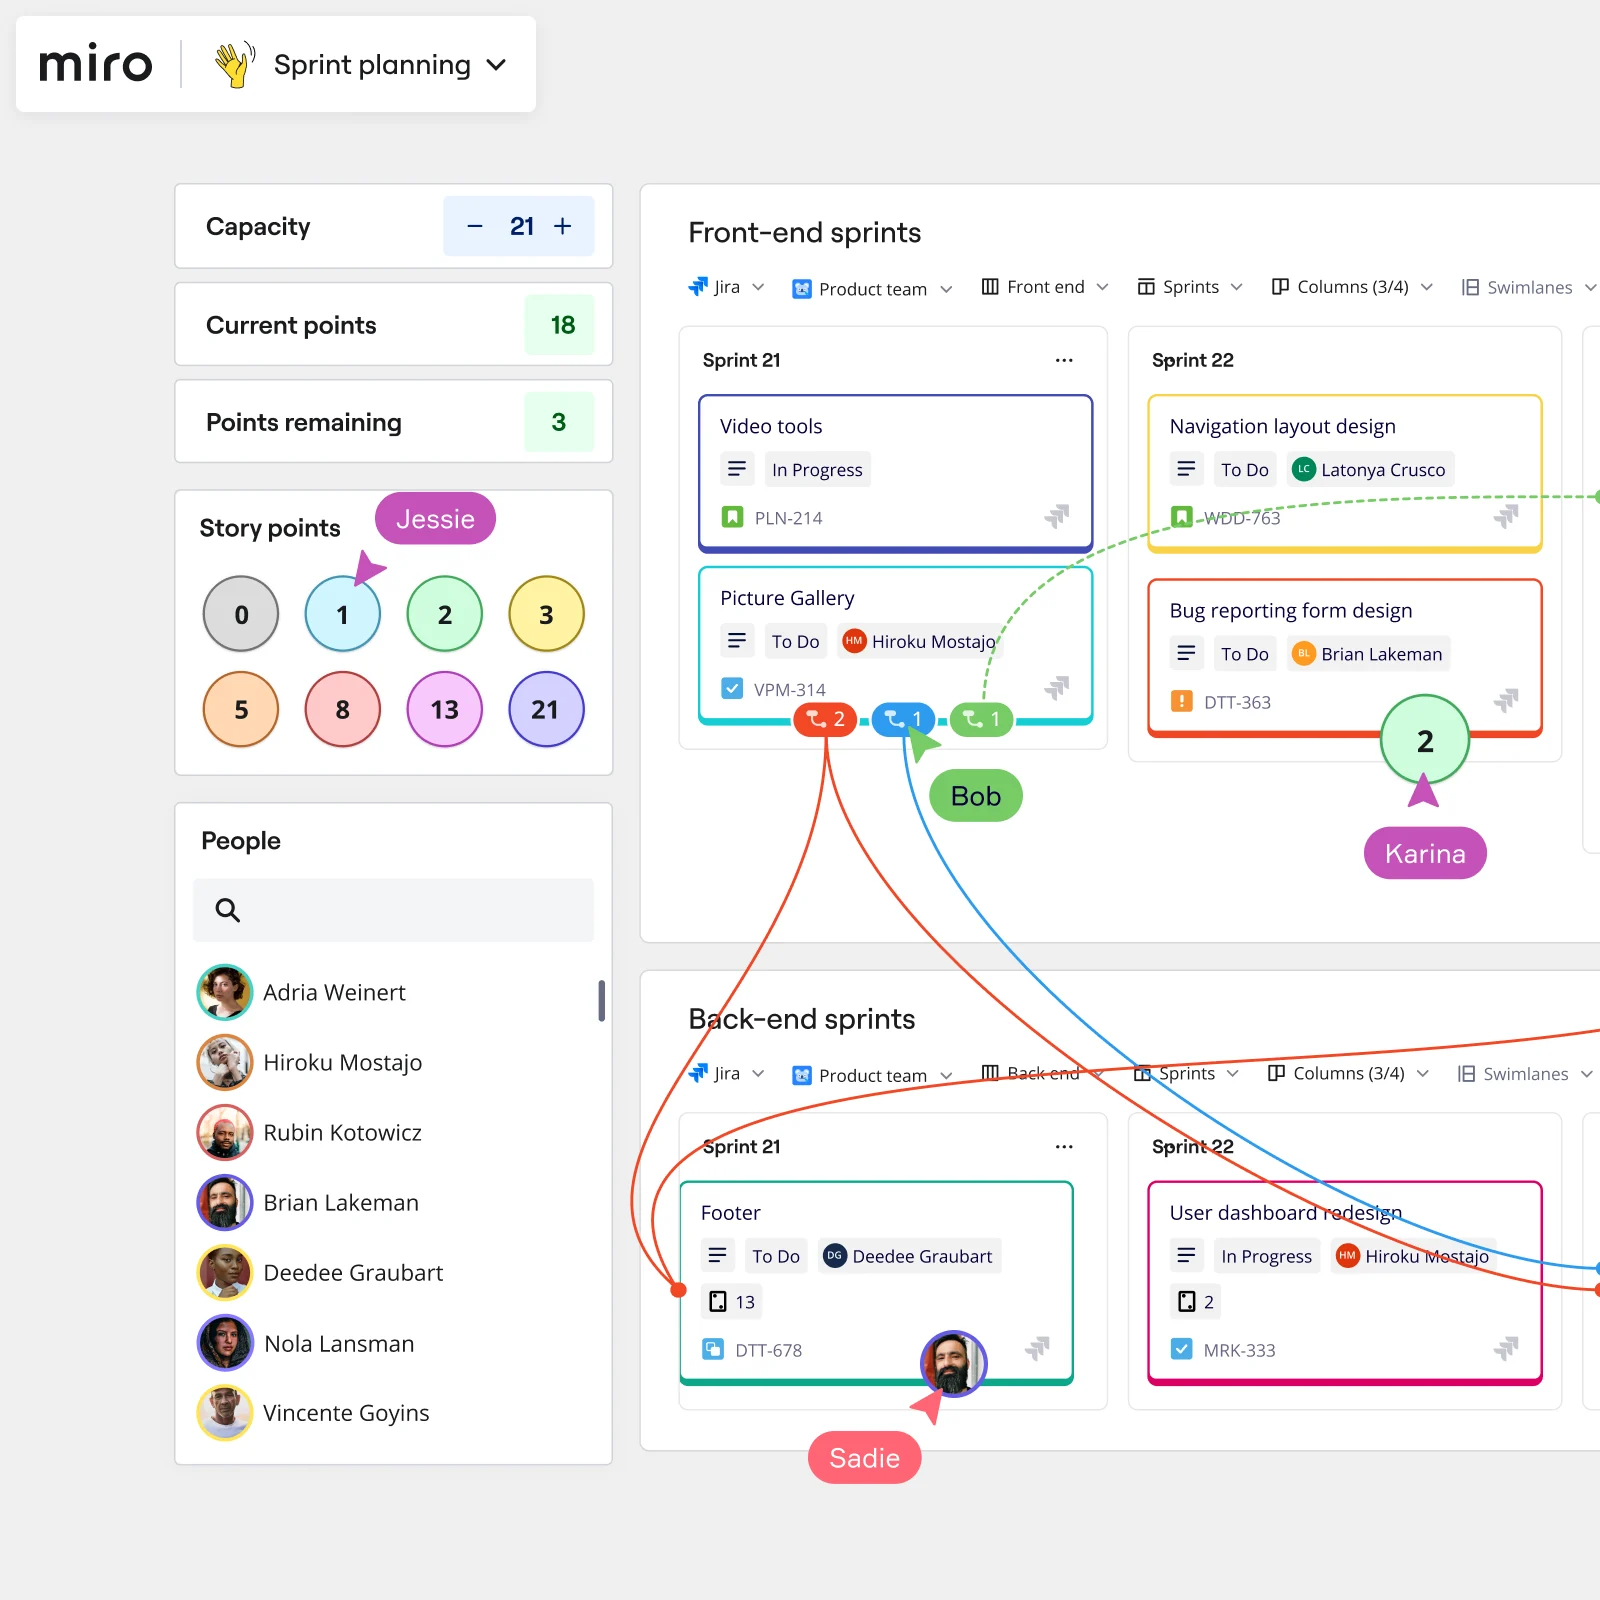 miro
Sprint planning
Capacity
− 21 +
Current points
18
Points remaining
3
Story points
Jessie
0 1 2 3
5 8 13 21
People
Adria Weinert
Hiroku Mostajo
Rubin Kotowicz
Brian Lakeman
Deedee Graubart
Nola Lansman
Vincente Goyins
Front-end sprints
Jira Product team Front end Sprints Columns (3/4) Swimlanes
Sprint 21 ...
Video tools
In Progress
PLN-214
Picture Gallery
To Do HM Hiroku Mostajo
VPM-314
2 1 1
Bob
Sprint 22
Navigation layout design
To Do LC Latonya Crusco
WDD-763
Bug reporting form design
To Do BL Brian Lakeman
DTT-363
2
Karina
Back-end sprints
Jira Product team Back end Sprints Columns (3/4) Swimlanes
Sprint 21 ...
Footer
To Do DG Deedee Graubart
13
DTT-678
Sadie
Sprint 22
User dashboard redesign
In Progress HM Hiroku Mostajo
2
MRK-333